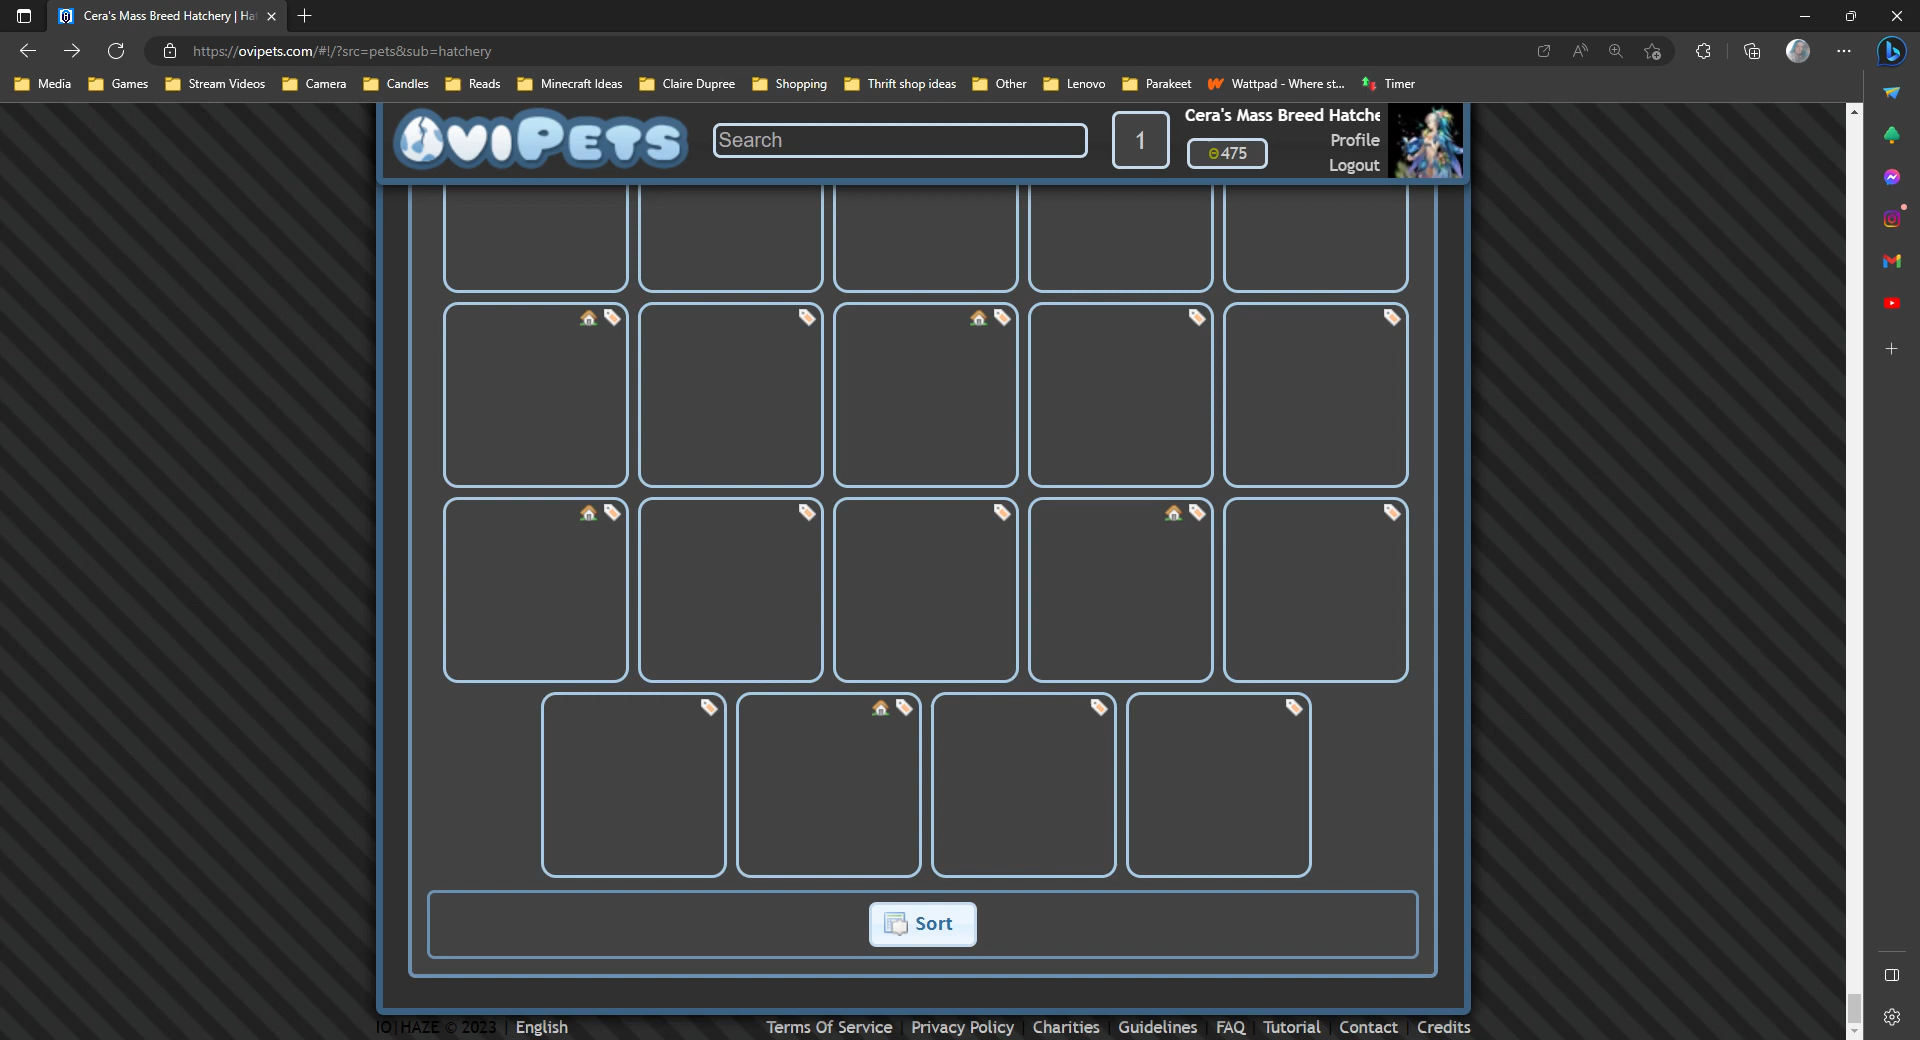 Cera's Mass Breed Hatchery | Ha
https://ovipets.com/#!/?src=pets&sub=hatchery
Media Games Stream Videos Camera Candles Reads Minecraft Ideas Claire Dupree Shopping Thrift shop ideas Other Lenovo Parakeet Wattpad - Where st... Timer
OviPets
Search
1
Cera's Mass Breed Hatche
475
Profile
Logout
Sort
IO|HAZE © 2023 | English
Terms Of Service | Privacy Policy | Charities | Guidelines | FAQ | Tutorial | Contact | Credits